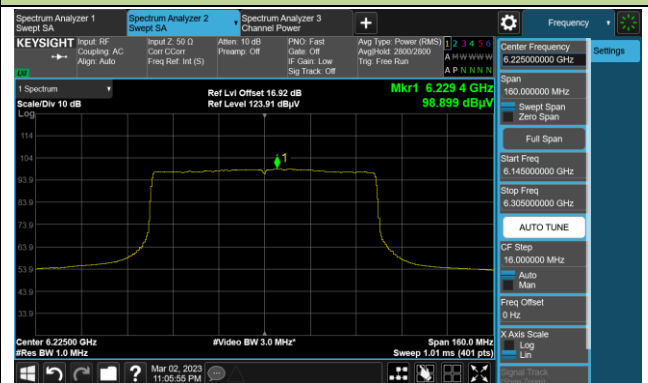 Spectrum Analyzer 1
Swept SA
Spectrum Analyzer 2
Swept SA
Spectrum Analyzer 3
Channel Power
Frequency
KEYSIGHT
Input: RF
Coupling: AC
Align: Auto
Input Z: 50 Ω
Corr CCorr
Freq Ref: Int (S)
Atten: 10 dB
Preamp: Off
PNO: Fast
Gate: Off
IF Gain: Low
Sig Track: Off
Avg Type: Power (RMS)
Avg|Hold: 2800/2800
Trig: Free Run
1 2 3 4 5 6
A W W W W W
A P N N N N
LXI
1 Spectrum
Scale/Div 10 dB
Log
Ref Lvl Offset 16.92 dB
Ref Level 123.91 dBµV
Mkr1 6.229 4 GHz
98.899 dBµV
114
104
93.9
83.9
73.9
63.9
53.9
43.9
33.9
1
Center 6.22500 GHz
#Res BW 1.0 MHz
#Video BW 3.0 MHz*
Span 160.0 MHz
Sweep 1.01 ms (401 pts)
Mar 02, 2023
11:05:55 PM
Center Frequency
6.225000000 GHz
Settings
Span
160.000000 MHz
Swept Span
Zero Span
Full Span
Start Freq
6.145000000 GHz
Stop Freq
6.305000000 GHz
AUTO TUNE
CF Step
16.000000 MHz
Auto
Man
Freq Offset
0 Hz
X Axis Scale
Log
Lin
Signal Track